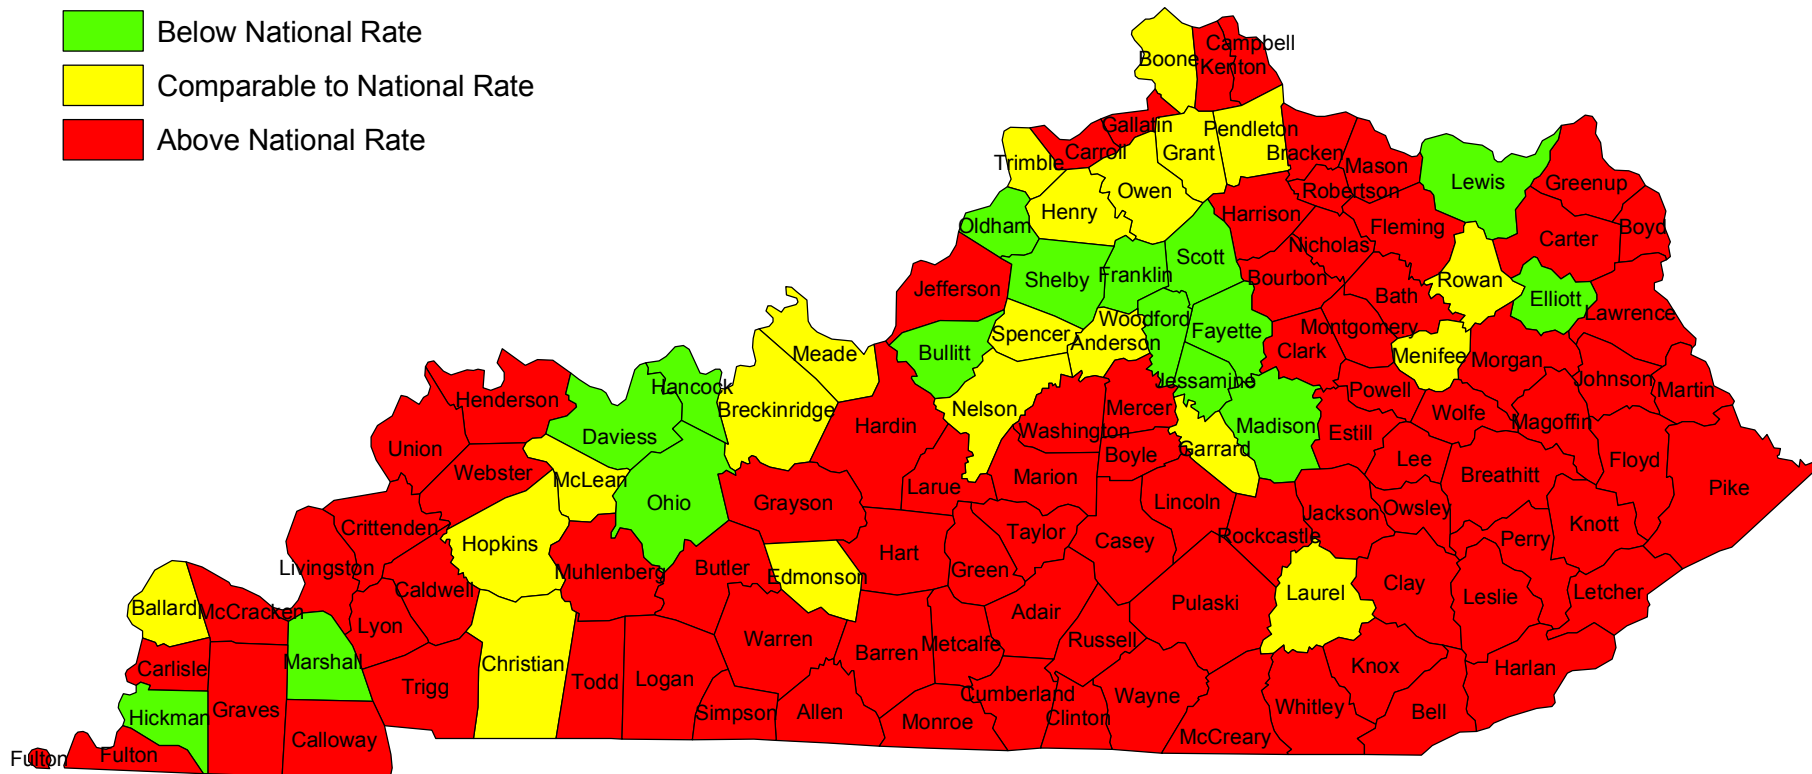 Below National Rate
Comparable to National Rate
Above National Rate
Campbell
Boone
Kenton
Gallatin
Pendleton
Carroll
Grant
Bracken
Trimble
Mason
Owen
Robertson
Lewis
Greenup
Henry
Harrison
Oldham
Fleming
Boyd
Carter
Nicholas
Scott
Franklin
Shelby
Bourbon
Rowan
Jefferson
Bath
Elliott
Lawrence
Woodford
Spencer
Fayette
Montgomery
Anderson
Bullitt
Meade
Clark
Menifee
Morgan
Jessamine
Johnson
Martin
Hancock
Powell
Henderson
Breckinridge
Nelson
Mercer
Wolfe
Magoffin
Hardin
Madison
Washington
Estill
Daviess
Union
Garrard
Boyle
Lee
Floyd
Webster
McLean
Marion
Breathitt
Larue
Pike
Ohio
Grayson
Lincoln
Owsley
Jackson
Crittenden
Knott
Taylor
Rockcastle
Casey
Perry
Hopkins
Hart
Livingston
Muhlenberg
Butler
Edmonson
Green
Clay
Caldwell
Laurel
Letcher
Leslie
Pulaski
Ballard
McCracken
Adair
Lyon
Warren
Russell
Metcalfe
Barren
Marshall
Christian
Knox
Carlisle
Harlan
Logan
Todd
Trigg
Cumberland
Wayne
Whitley
Graves
Bell
Simpson
Allen
Hickman
Clinton
Monroe
McCreary
Calloway
Fulton
Fulton